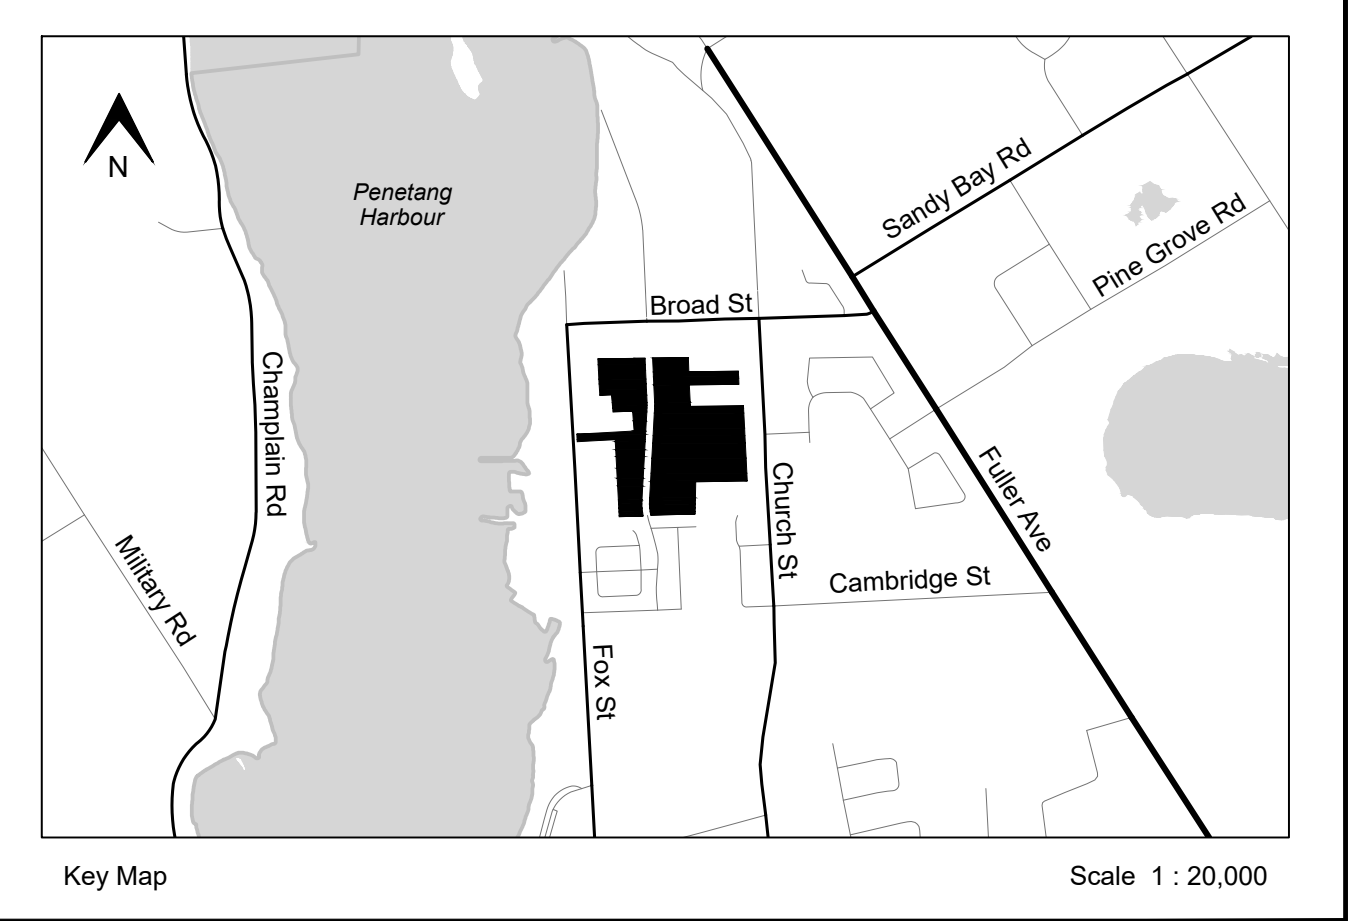 N
Penetang
Harbour
Sandy Bay Rd
Pine Grove Rd
Broad St
Champlain Rd
Fuller Ave
Church St
Military Rd
Cambridge St
Fox St
Key Map
Scale 1 : 20,000